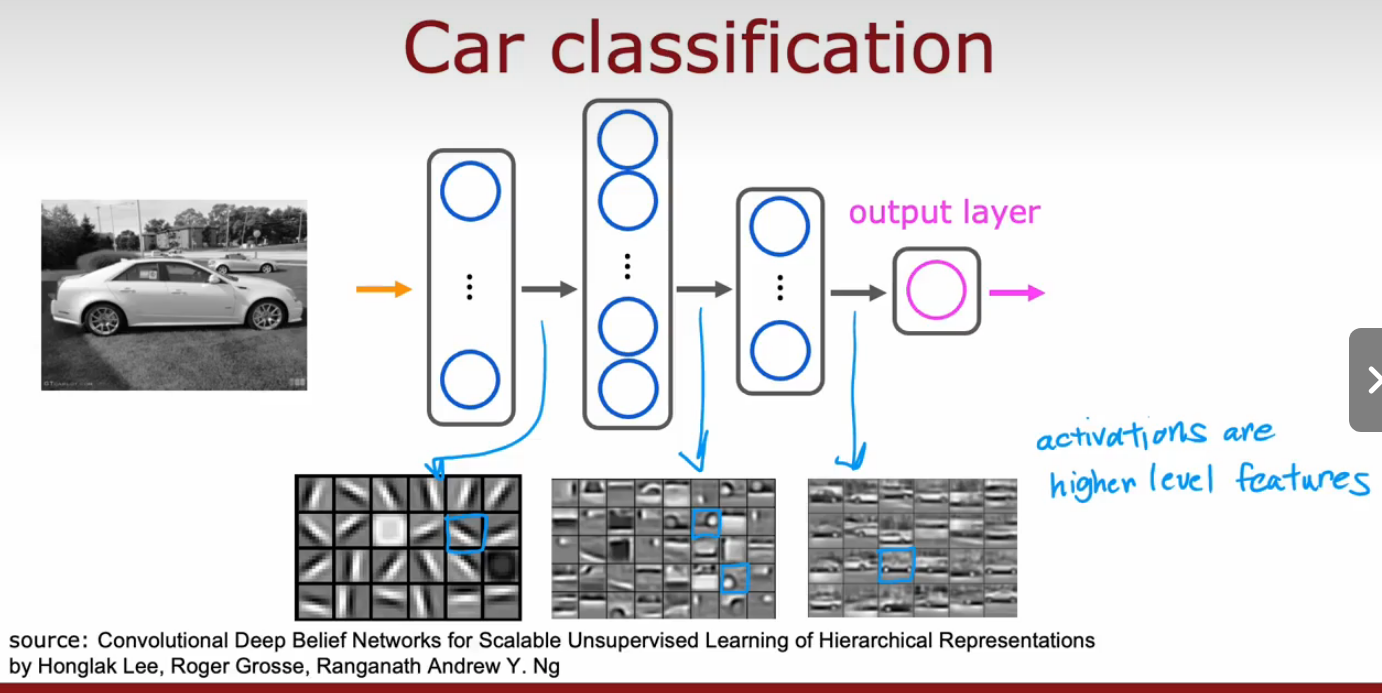 Car classification
output layer
activations are
higher level features
source: Convolutional Deep Belief Networks for Scalable Unsupervised Learning of Hierarchical Representations
by Honglak Lee, Roger Grosse, Ranganath Andrew Y. Ng